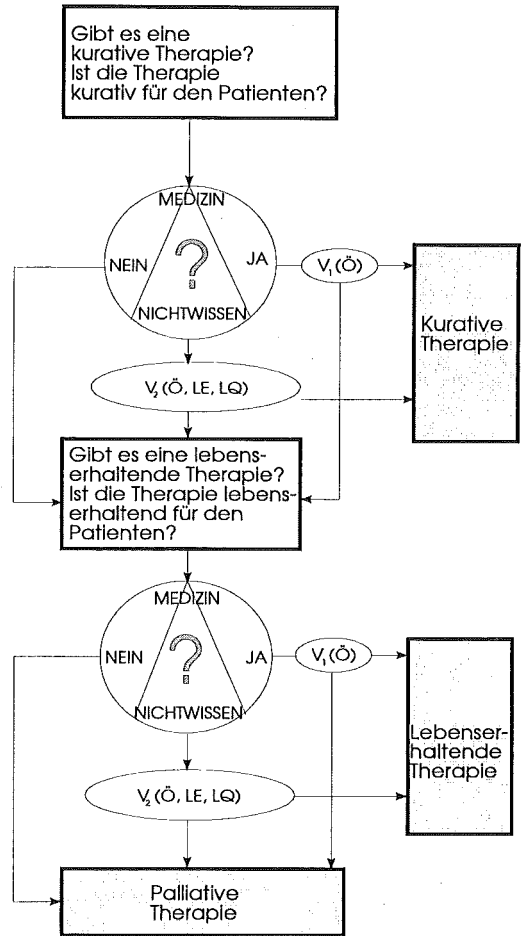 Gibt es eine
kurative Therapie?
Ist die Therapie
kurativ für den Patienten?
MEDIZIN
NEIN
?
JA
V₁(Ö)
NICHTWISSEN
Kurative
Therapie
V₂(Ö, LE, LQ)
Gibt es eine lebens-
erhaltende Therapie?
Ist die Therapie lebens-
erhaltend für den
Patienten?
MEDIZIN
NEIN
?
JA
V₁(Ö)
NICHTWISSEN
Lebenser-
haltende
Therapie
V₂(Ö, LE, LQ)
Palliative
Therapie